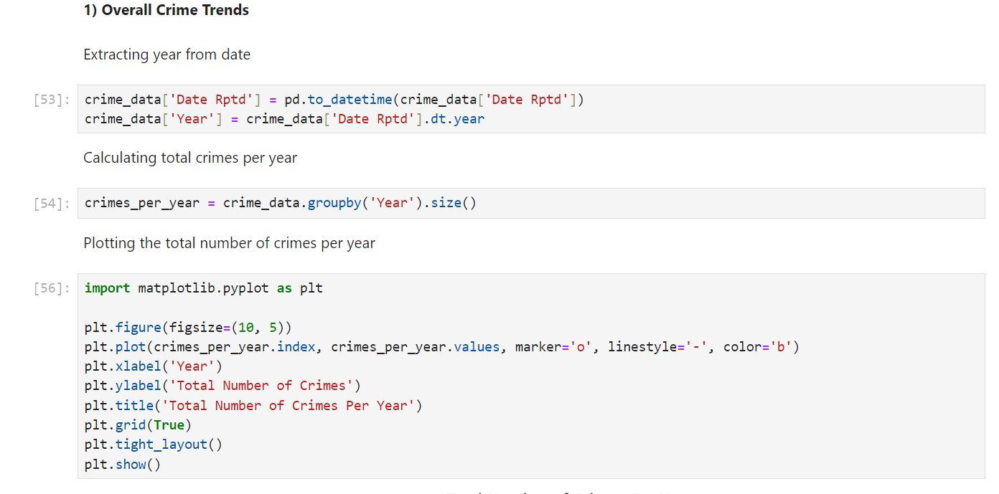 1) Overall Crime Trends
Extracting year from date
[53]: crime_data['Date Rptd'] = pd.to_datetime(crime_data['Date Rptd'])
crime_data['Year'] = crime_data['Date Rptd'].dt.year
Calculating total crimes per year
[54]: crimes_per_year = crime_data.groupby('Year').size()
Plotting the total number of crimes per year
[56]: import matplotlib.pyplot as plt
plt.figure(figsize=(10, 5))
plt.plot(crimes_per_year.index, crimes_per_year.values, marker='o', linestyle='-', color='b')
plt.xlabel('Year')
plt.ylabel('Total Number of Crimes')
plt.title('Total Number of Crimes Per Year')
plt.grid(True)
plt.tight_layout()
plt.show()